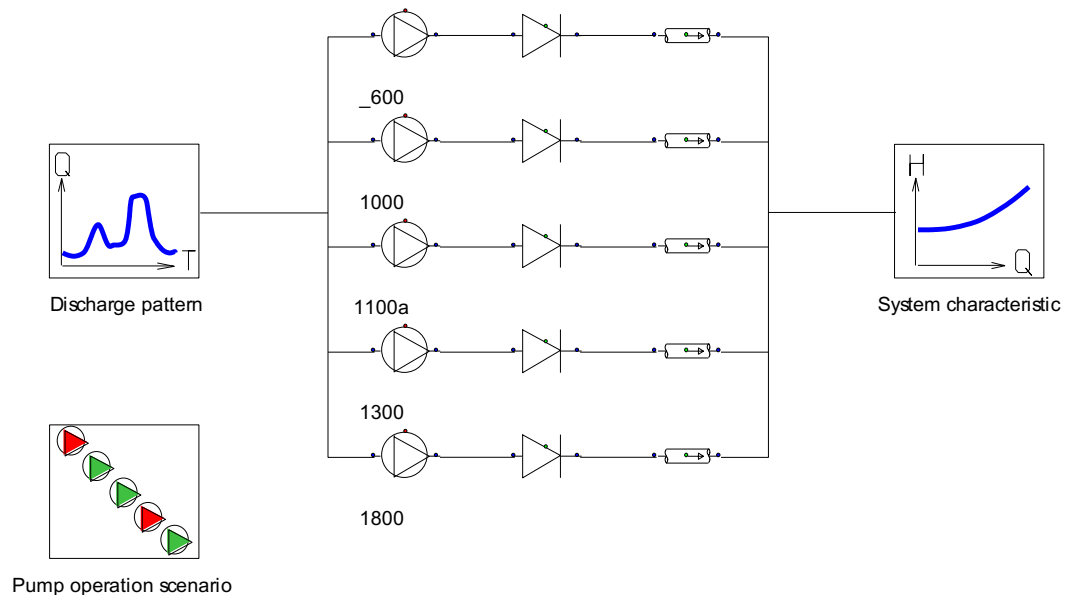 _600
Q
T
Discharge pattern
1000
H
Q
System characteristic
1100a
1300
1800
Pump operation scenario